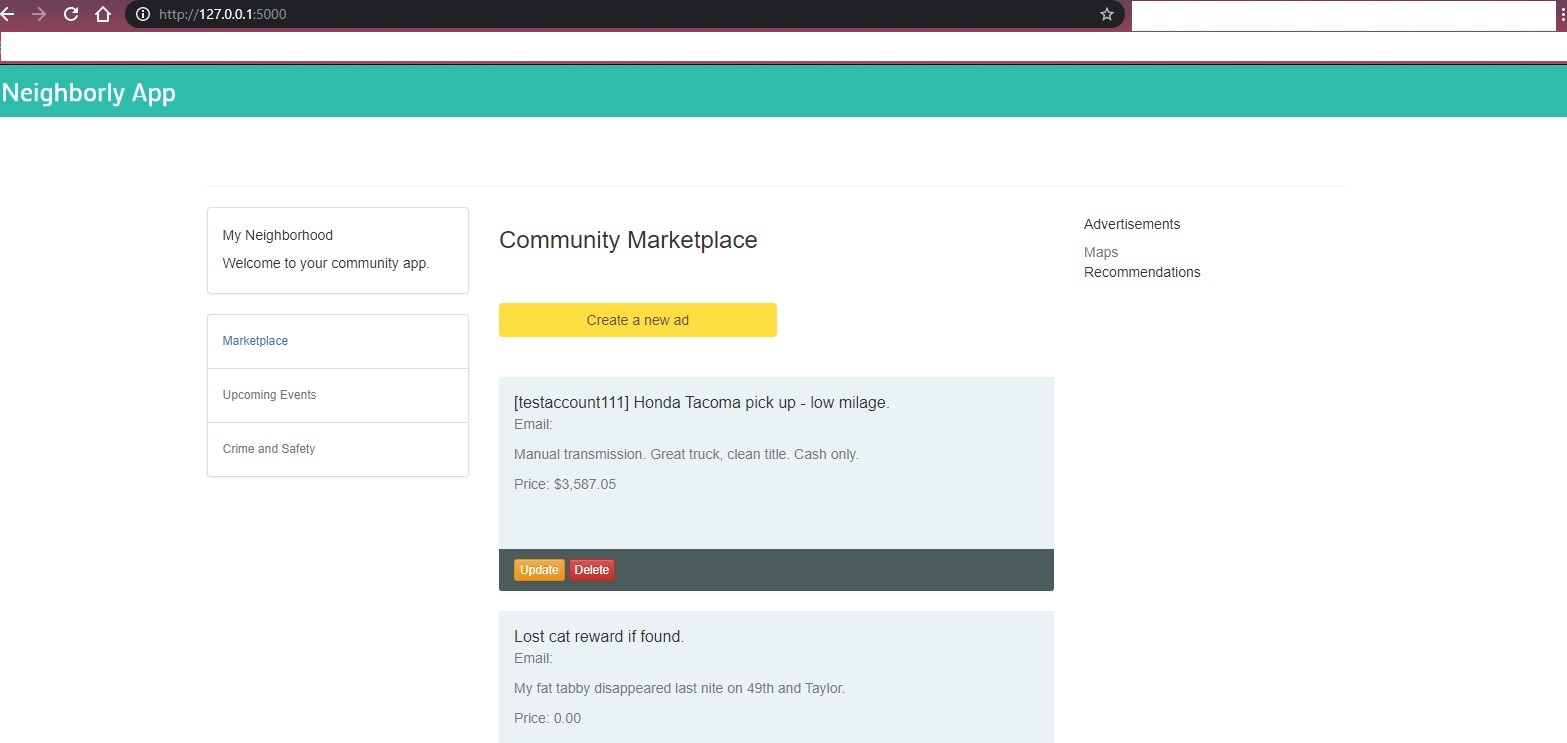 http://127.0.0.1:5000
Neighborly App
My Neighborhood
Welcome to your community app.
Marketplace
Upcoming Events
Crime and Safety
Community Marketplace
Create a new ad
[testaccount111] Honda Tacoma pick up - low milage.
Email:
Manual transmission. Great truck, clean title. Cash only.
Price: $3,587.05
Update Delete
Lost cat reward if found.
Email:
My fat tabby disappeared last nite on 49th and Taylor.
Price: 0.00
Advertisements
Maps
Recommendations